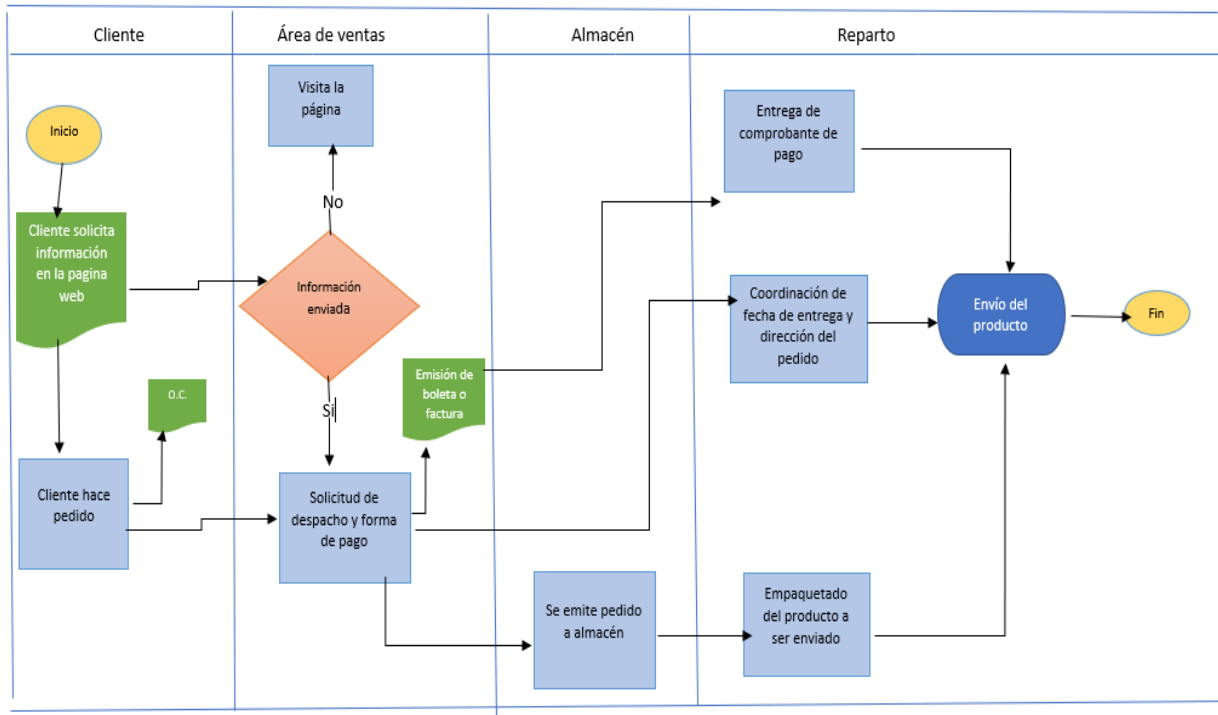 Cliente
Área de ventas
Almacén
Reparto
Inicio
Cliente solicita
información
en la pagina
web
O.C.
Cliente hace
pedido
Visita la
página
No
Información
enviada
Si
Emisión de
boleta o
factura
Solicitud de
despacho y forma
de pago
Se emite pedido
a almacén
Entrega de
comprobante de
pago
Coordinación de
fecha de entrega y
dirección del
pedido
Empaquetado
del producto a
ser enviado
Envío del
producto
Fin